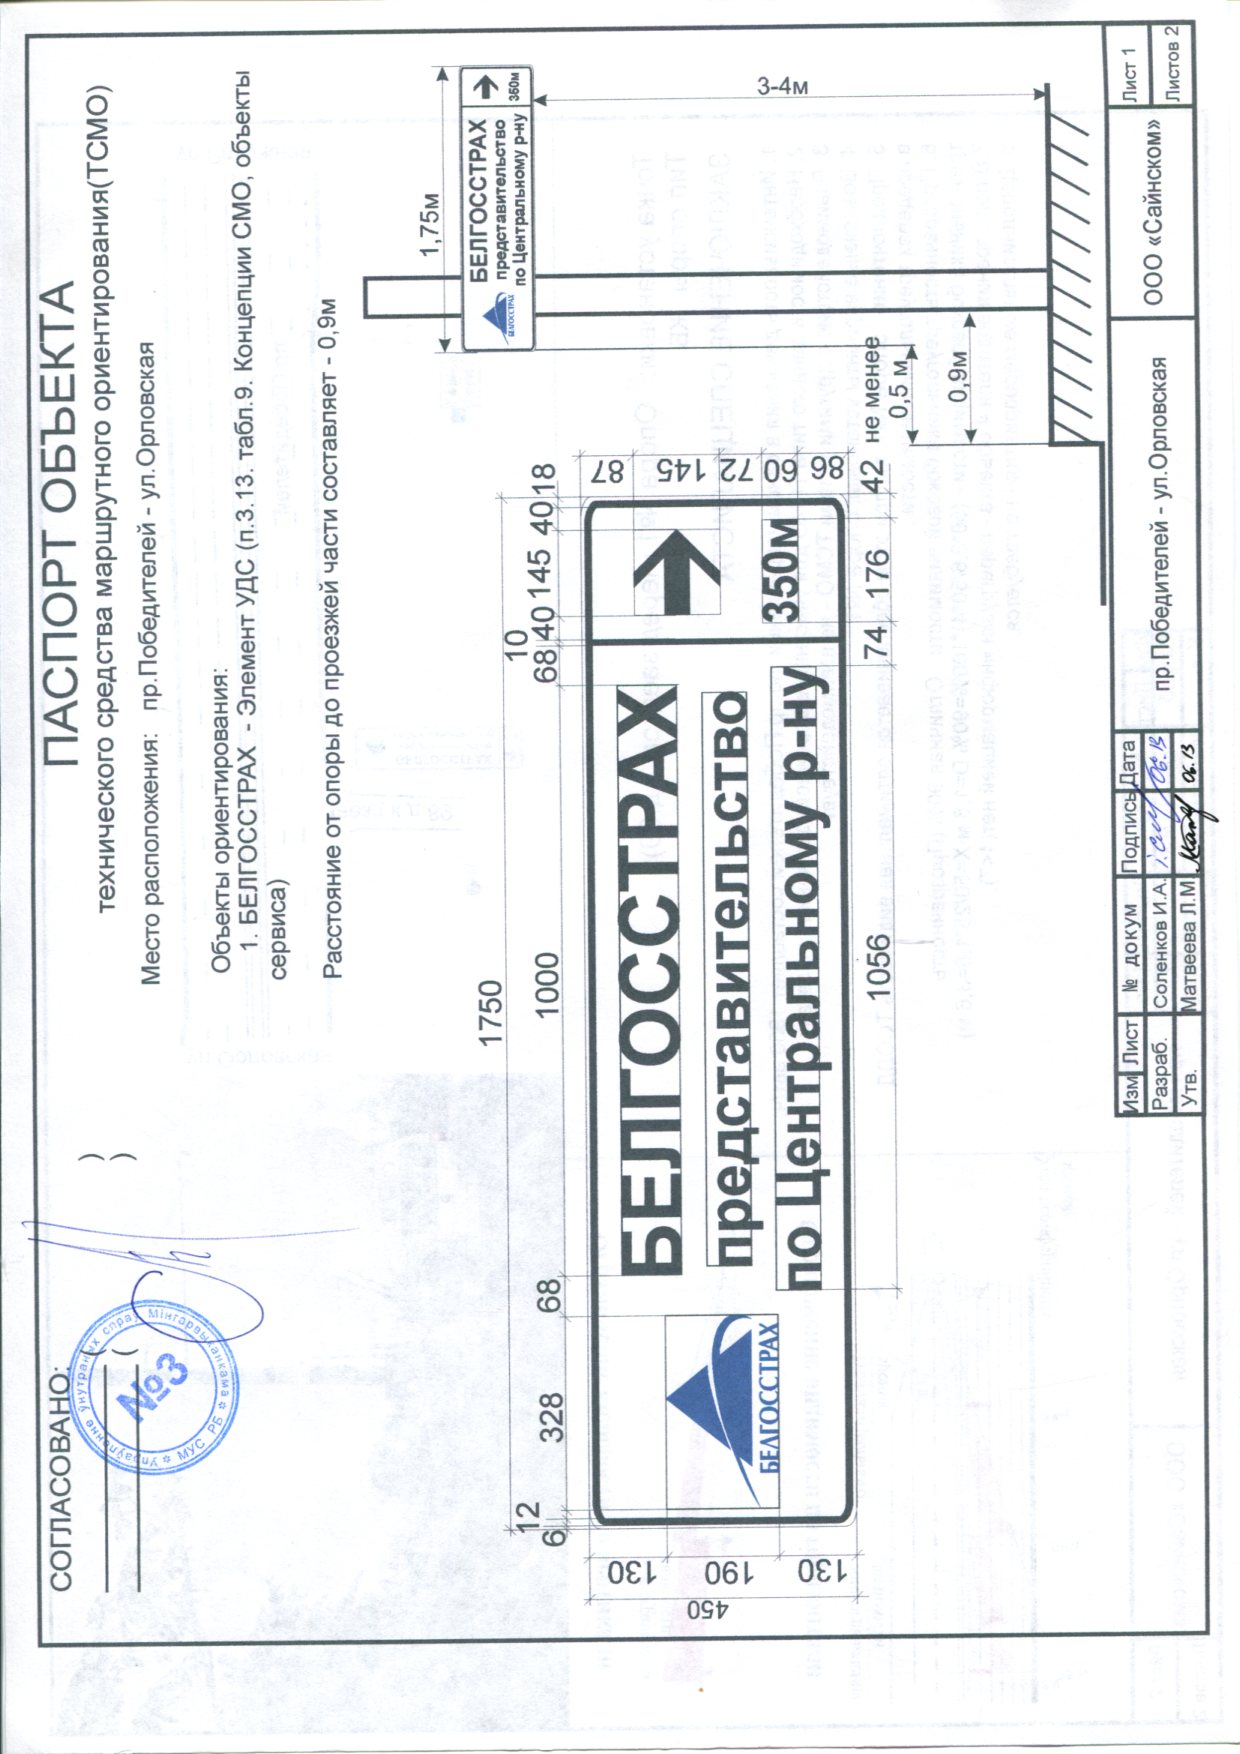 СОГЛАСОВАНО:
( )
( )
Упраўленне ўнутраных спраў Мінгарвыканкама * МУС РБ *
№3
ПАСПОРТ ОБЪЕКТА
технического средства маршрутного ориентирования(ТСМО)
Место расположения: пр.Победителей - ул.Орловская
Объекты ориентирования:
1. БЕЛГОССТРАХ - Элемент УДС (п.3.13. табл.9. Концепции СМО, объекты
сервиса)
Расстояние от опоры до проезжей части составляет - 0,9м
1750
6
12
328
68
1000
68
10
40
145
40
18
130
190
130
450
БЕЛГОССТРАХ
БЕЛГОССТРАХ
представительство
по Центральному р-ну
350м
87
145
72
60
86
1056
74
176
42
1,75м
БЕЛГОССТРАХ
БЕЛГОССТРАХ
представительство
по Центральному р-ну
350м
3-4м
не менее
0,5 м
0,9м
Изм Лист № докум Подпись Дата
Разраб. Соленков И.А. 06.13
Утв. Матвеева Л.М 06.13
пр.Победителей - ул.Орловская
ООО «Сайнском»
Лист 1
Листов 2